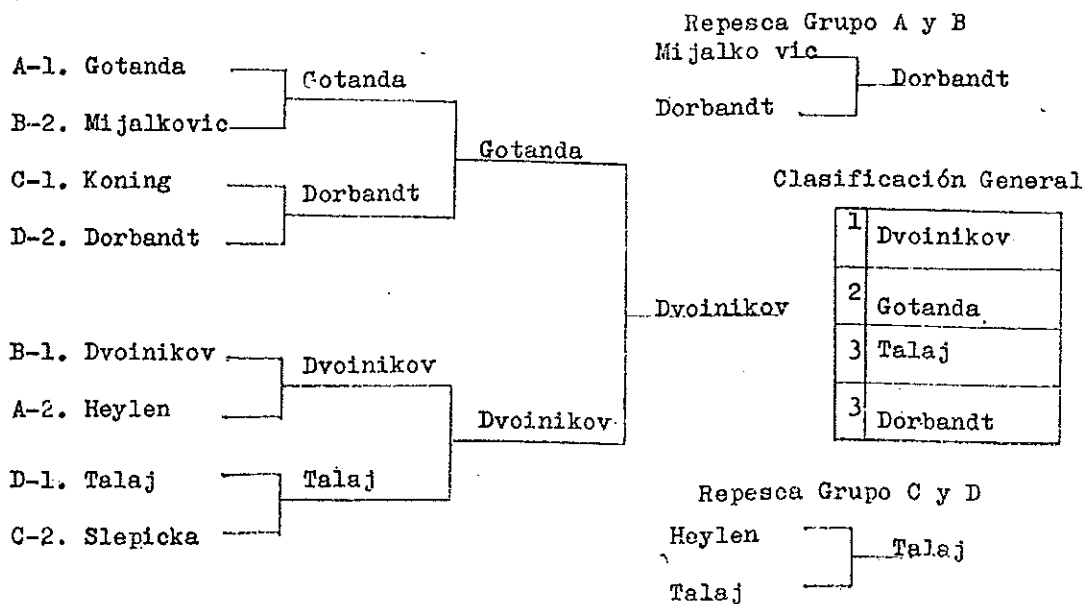 A-1. Gotanda
B-2. Mijalkovic
C-1. Koning
D-2. Dorbandt
B-1. Dvoinikov
A-2. Heylen
D-1. Talaj
C-2. Slepicka
Gotanda
Dorbandt
Dvoinikov
Talaj
Gotanda
Dvoinikov
Dvoinikov
Repesca Grupo A y B
Mijalko vic
Dorbandt
Dorbandt
Clasificación General
1 Dvoinikov
2 Gotanda
3 Talaj
3 Dorbandt
Repesca Grupo C y D
Heylen
Talaj
Talaj